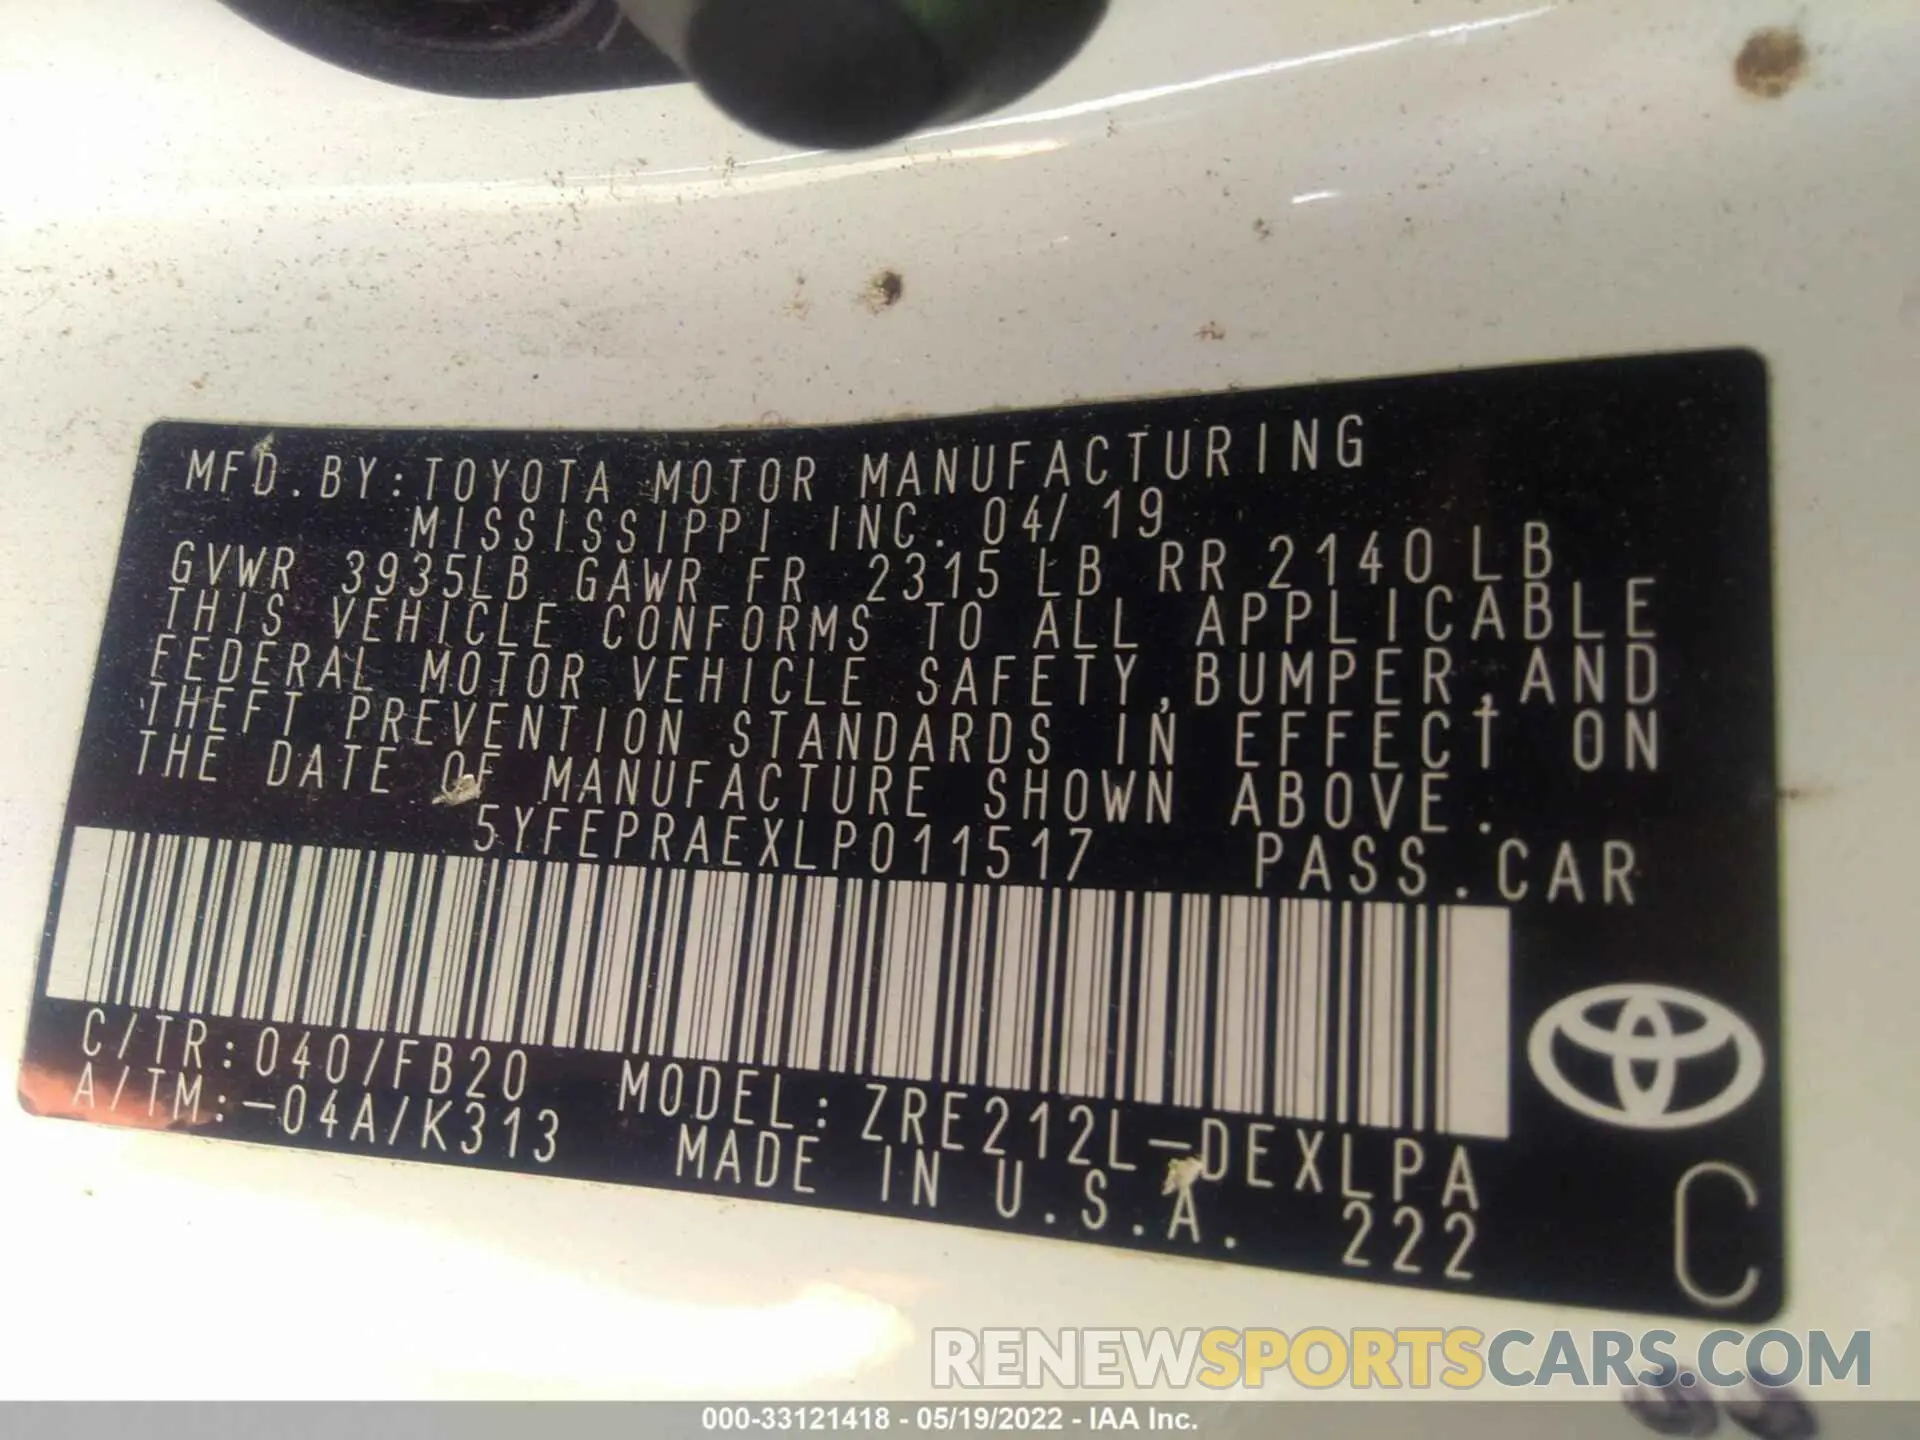 MFD.BY:TOYOTA MOTOR MANUFACTURING
MISSISSIPPI INC. 04/19
GVWR 3935LB GAWR FR 2315 LB RR 2140 LB
THIS VEHICLE CONFORMS TO ALL APPLICABLE
FEDERAL MOTOR VEHICLE SAFETY,BUMPER,AND
THEFT PREVENTION STANDARDS IN EFFECT ON
THE DATE OF MANUFACTURE SHOWN ABOVE.
5YFEPRAEXLP011517 PASS.CAR
C/TR:040/FB20 MODEL:ZRE212L-DEXLPA
A/TM:-04A/K313 MADE IN U.S.A. 222
C
RENEWSPORTSCARS.COM
000-33121418 - 05/19/2022 - IAA Inc.